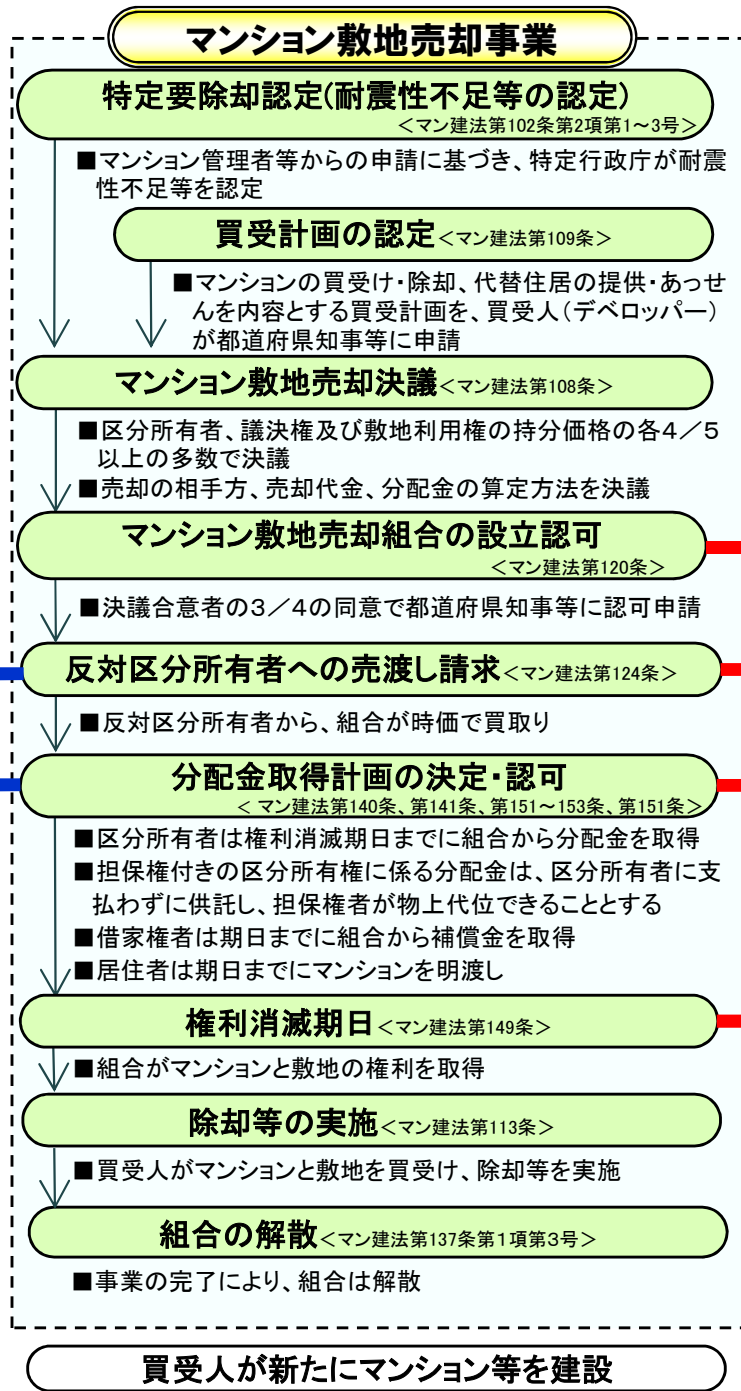 マンション敷地売却事業
特定要除却認定(耐震性不足等の認定)
＜マン建法第102条第2項第1～3号＞
■マンション管理者等からの申請に基づき、特定行政庁が耐震
性不足等を認定
買受計画の認定＜マン建法第109条＞
■マンションの買受け・除却、代替住居の提供・あっせ
んを内容とする買受計画を、買受人（デベロッパー）
が都道府県知事等に申請
マンション敷地売却決議＜マン建法第108条＞
■区分所有者、議決権及び敷地利用権の持分価格の各４／５
以上の多数で決議
■売却の相手方、売却代金、分配金の算定方法を決議
マンション敷地売却組合の設立認可
＜マン建法第120条＞
■決議合意者の３／４の同意で都道府県知事等に認可申請
反対区分所有者への売渡し請求＜マン建法第124条＞
■反対区分所有者から、組合が時価で買取り
分配金取得計画の決定・認可
＜ マン建法第140条、第141条、第151～153条、第151条＞
■区分所有者は権利消滅期日までに組合から分配金を取得
■担保権付きの区分所有権に係る分配金は、区分所有者に支
払わずに供託し、担保権者が物上代位できることとする
■借家権者は期日までに組合から補償金を取得
■居住者は期日までにマンションを明渡し
権利消滅期日＜マン建法第149条＞
■組合がマンションと敷地の権利を取得
除却等の実施＜マン建法第113条＞
■買受人がマンションと敷地を買受け、除却等を実施
組合の解散＜マン建法第137条第１項第３号＞
■事業の完了により、組合は解散
買受人が新たにマンション等を建設